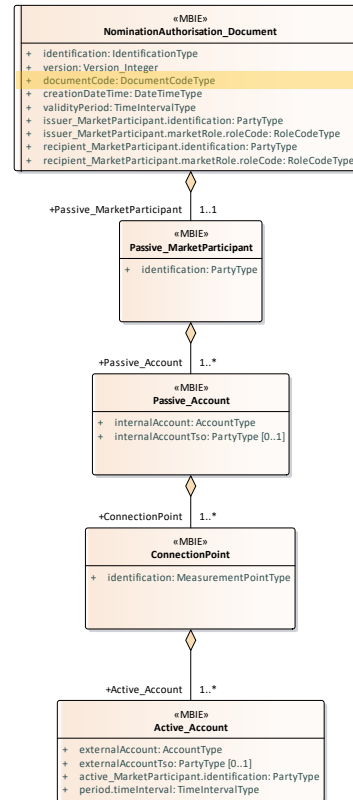 «MBIE»
NominationAuthorisation_Document
+ identification: IdentificationType
+ version: Version_Integer
+ documentCode: DocumentCodeType
+ creationDateTime: DateTimeType
+ validityPeriod: TimeIntervalType
+ issuer_MarketParticipant.identification: PartyType
+ issuer_MarketParticipant.marketRole.roleCode: RoleCodeType
+ recipient_MarketParticipant.identification: PartyType
+ recipient_MarketParticipant.marketRole.roleCode: RoleCodeType
+Passive_MarketParticipant 1..1
«MBIE»
Passive_MarketParticipant
+ identification: PartyType
+Passive_Account 1..*
«MBIE»
Passive_Account
+ internalAccount: AccountType
+ internalAccountTso: PartyType [0..1]
+ConnectionPoint 1..*
«MBIE»
ConnectionPoint
+ identification: MeasurementPointType
+Active_Account 1..*
«MBIE»
Active_Account
+ externalAccount: AccountType
+ externalAccountTso: PartyType [0..1]
+ active_MarketParticipant.identification: PartyType
+ period.timeInterval: TimeIntervalType